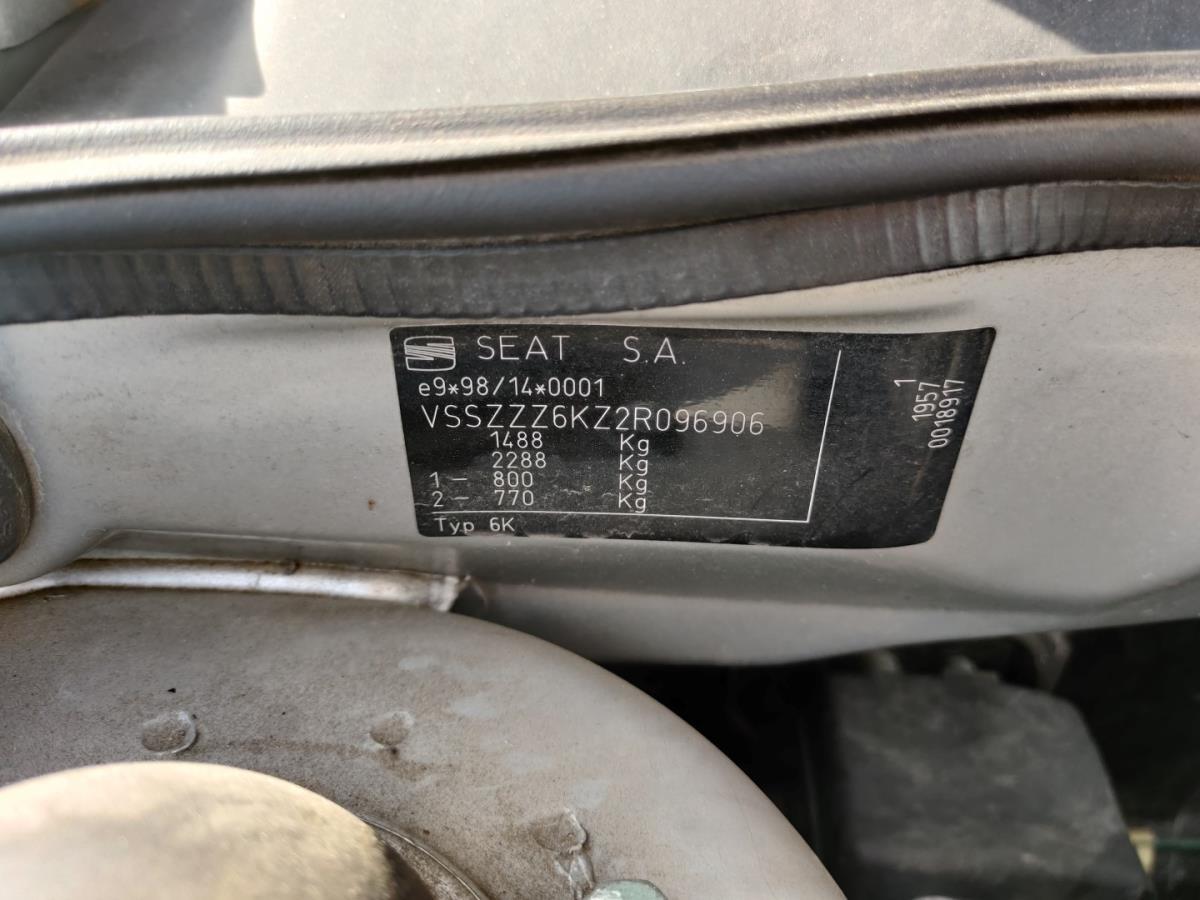 SEAT S.A.
e9*98/14*0001
VSSZZZ6KZ2R096906
1488 Kg
2288 Kg
1 - 800 Kg
2 - 770 Kg
Typ 6K
1
1957
0018917